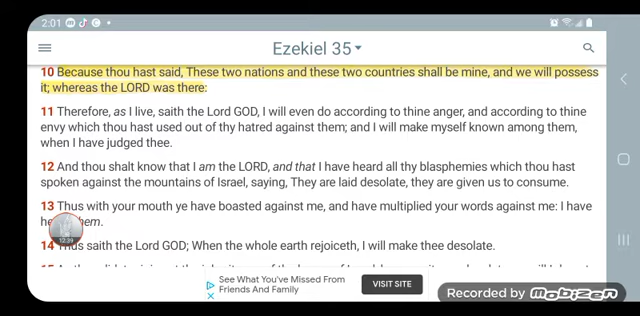 2:01
Ezekiel 35
10 Because thou hast said, These two nations and these two countries shall be mine, and we will possess
it; whereas the LORD was there:
11 Therefore, as I live, saith the Lord GOD, I will even do according to thine anger, and according to thine
envy which thou hast used out of thy hatred against them; and I will make myself known among them,
when I have judged thee.
12 And thou shalt know that I am the LORD, and that I have heard all thy blasphemies which thou hast
spoken against the mountains of Israel, saying, They are laid desolate, they are given us to consume.
13 Thus with your mouth ye have boasted against me, and have multiplied your words against me: I have
them.
12:39
14 Thus saith the Lord GOD; When the whole earth rejoiceth, I will make thee desolate.
See What You've Missed From
Friends And Family
VISIT SITE
Recorded by Mobizen